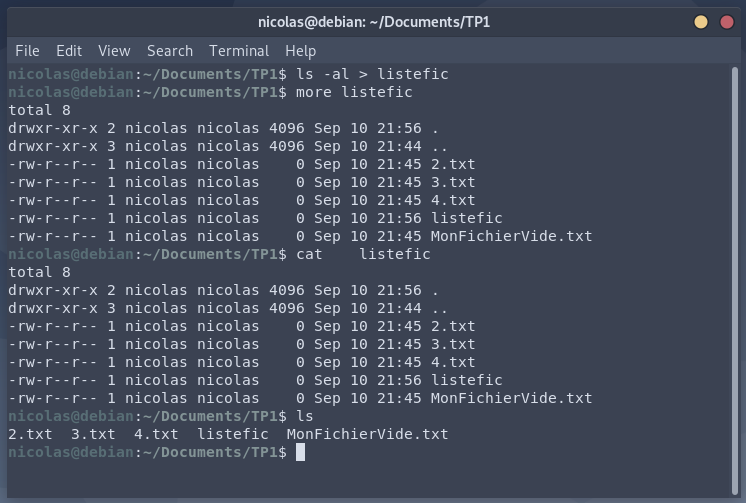 nicolas@debian: ~/Documents/TP1
File Edit View Search Terminal Help
nicolas@debian:~/Documents/TP1$ ls -al > listefic
nicolas@debian:~/Documents/TP1$ more listefic
total 8
drwxr-xr-x 2 nicolas nicolas 4096 Sep 10 21:56 .
drwxr-xr-x 3 nicolas nicolas 4096 Sep 10 21:44 ..
-rw-r--r-- 1 nicolas nicolas    0 Sep 10 21:45 2.txt
-rw-r--r-- 1 nicolas nicolas    0 Sep 10 21:45 3.txt
-rw-r--r-- 1 nicolas nicolas    0 Sep 10 21:45 4.txt
-rw-r--r-- 1 nicolas nicolas    0 Sep 10 21:56 listefic
-rw-r--r-- 1 nicolas nicolas    0 Sep 10 21:45 MonFichierVide.txt
nicolas@debian:~/Documents/TP1$ cat    listefic
total 8
drwxr-xr-x 2 nicolas nicolas 4096 Sep 10 21:56 .
drwxr-xr-x 3 nicolas nicolas 4096 Sep 10 21:44 ..
-rw-r--r-- 1 nicolas nicolas    0 Sep 10 21:45 2.txt
-rw-r--r-- 1 nicolas nicolas    0 Sep 10 21:45 3.txt
-rw-r--r-- 1 nicolas nicolas    0 Sep 10 21:45 4.txt
-rw-r--r-- 1 nicolas nicolas    0 Sep 10 21:56 listefic
-rw-r--r-- 1 nicolas nicolas    0 Sep 10 21:45 MonFichierVide.txt
nicolas@debian:~/Documents/TP1$ ls
2.txt  3.txt  4.txt  listefic  MonFichierVide.txt
nicolas@debian:~/Documents/TP1$